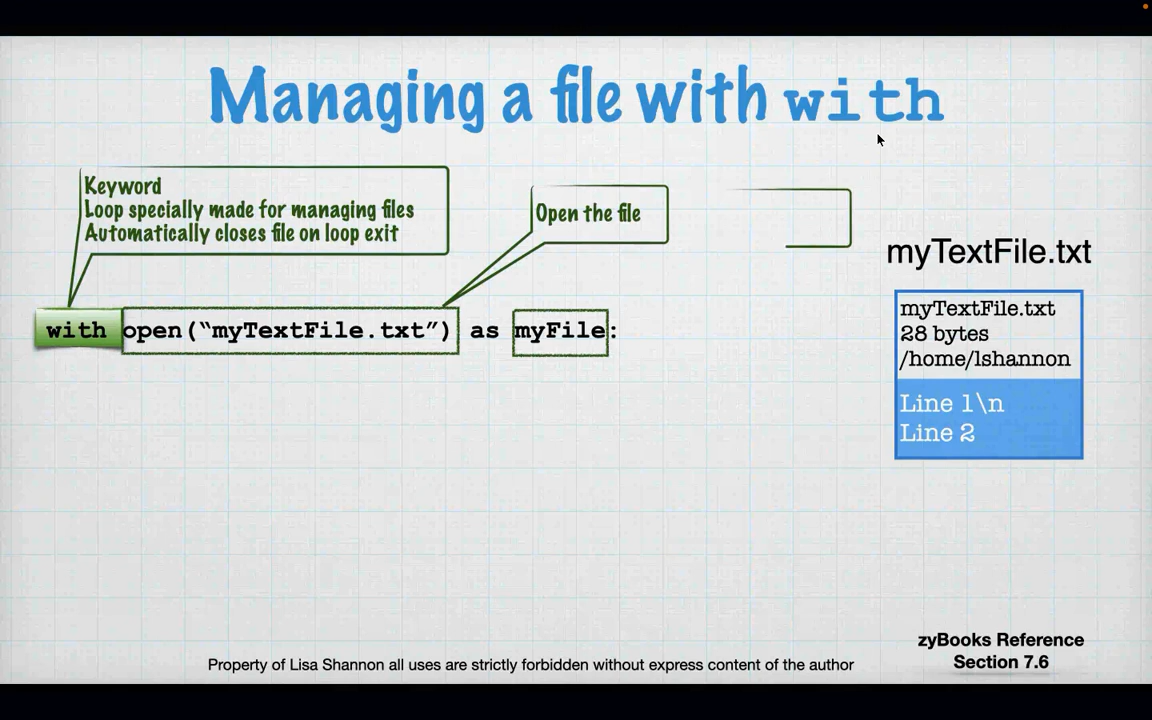 Managing a file with with
Keyword
Loop specially made for managing files
Automatically closes file on loop exit
Open the file
with open(“myTextFile.txt”) as myFile:
myTextFile.txt
myTextFile.txt
28 bytes
/home/lshannon
Line 1\n
Line 2
zyBooks Reference
Section 7.6
Property of Lisa Shannon all uses are strictly forbidden without express content of the author